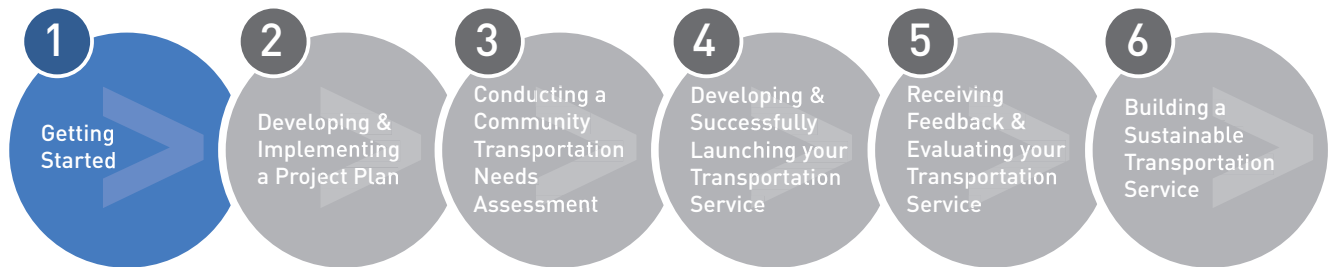 1
Getting
Started
2
Developing &
Implementing
a Project Plan
3
Conducting a
Community
Transportation
Needs
Assessment
4
Developing &
Successfully
Launching your
Transportation
Service
5
Receiving
Feedback &
Evaluating your
Transportation
Service
6
Building a
Sustainable
Transportation
Service